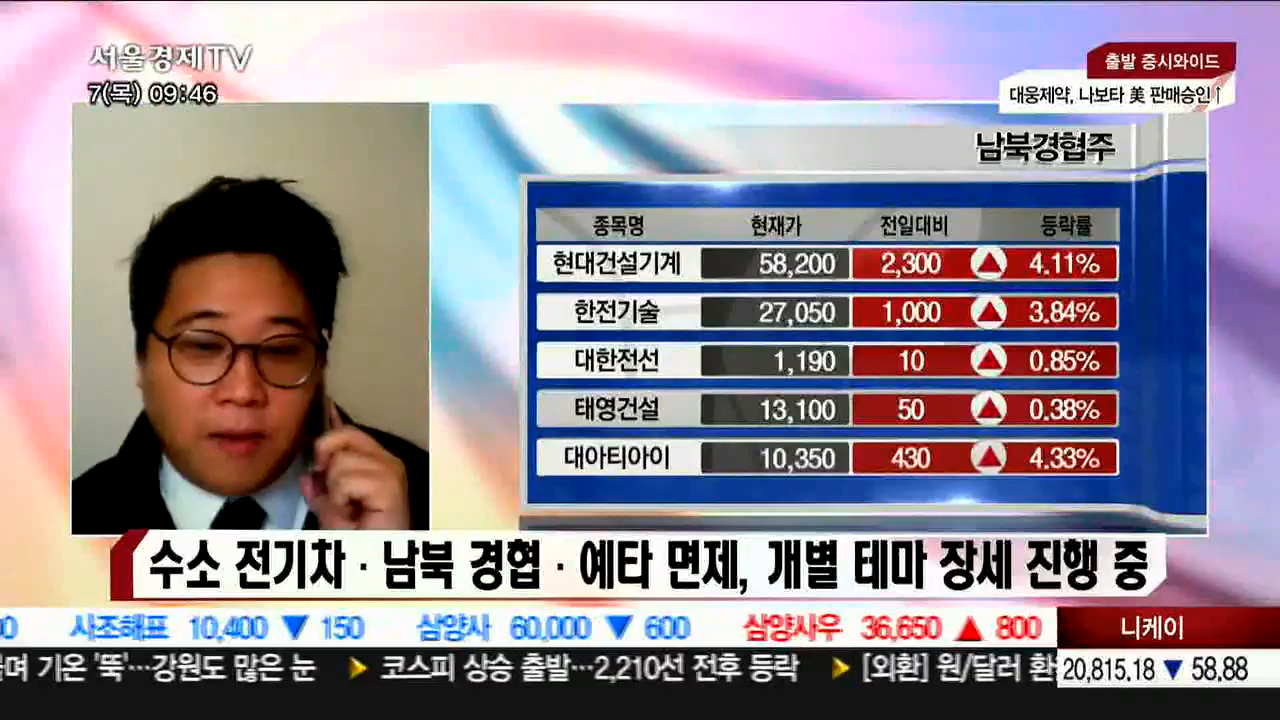 서울경제TV
7(목) 09:46
출발 증시와이드
대웅제약, 나보타 美 판매승인↑
남북경협주
종목명 현재가 전일대비 등락률
현대건설기계 58,200 2,300 ▲ 4.11%
한전기술 27,050 1,000 ▲ 3.84%
대한전선 1,190 10 ▲ 0.85%
태영건설 13,100 50 ▲ 0.38%
대아티아이 10,350 430 ▲ 4.33%
수소 전기차·남북 경협·예타 면제, 개별 테마 장세 진행 중
0 사조해표 10,400 ▼ 150 삼양사 60,000 ▼ 600 삼양사우 36,650 ▲ 800
니케이
며 기온 '뚝'…강원도 많은 눈 ▶ 코스피 상승 출발…2,210선 전후 등락 ▶ [외환] 원/달러 환
20,815.18 ▼ 58.88